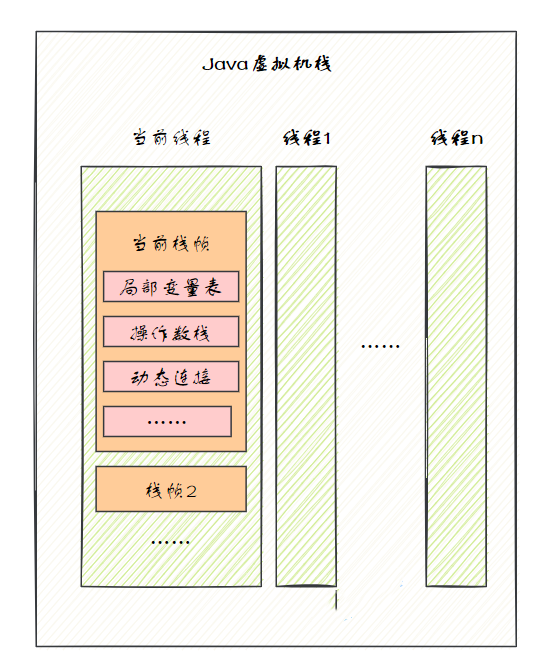 Java虚拟机栈
当前线程
线程1
线程n
当前栈帧
局部变量表
操作数栈
动态连接
……
栈帧2
……
……